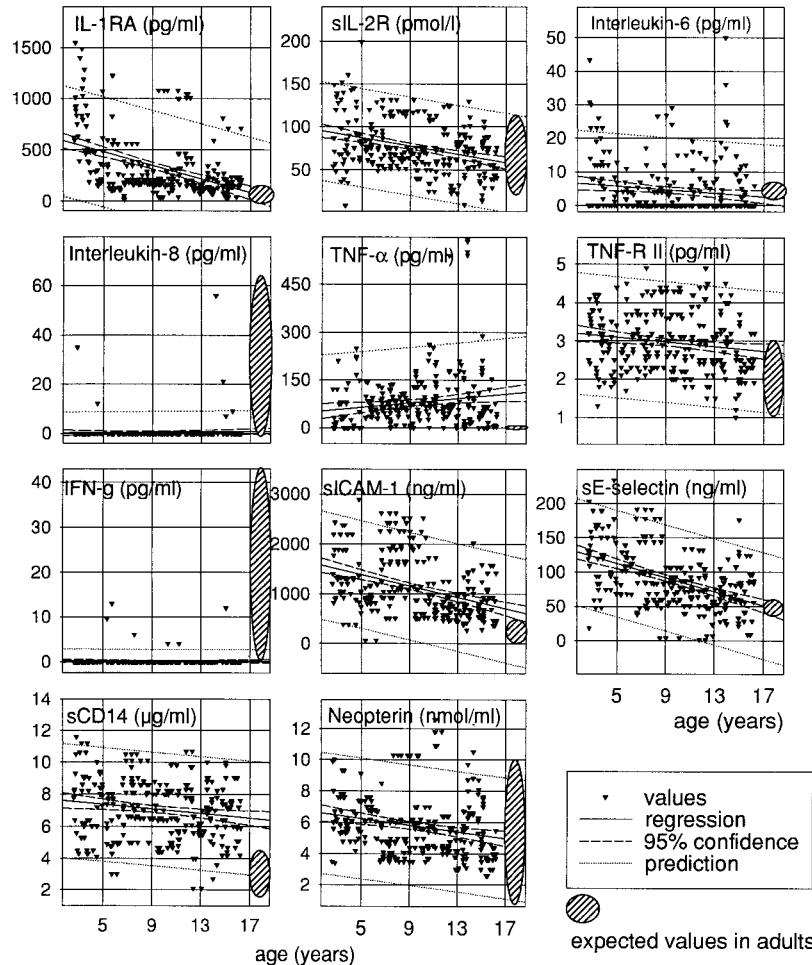 IL-1RA (pg/ml)
1500
1000
500
0
sIL-2R (pmol/l)
200
150
100
50
Interleukin-6 (pg/ml)
50
40
30
20
10
0
Interleukin-8 (pg/ml)
60
40
20
0
TNF-α (pg/ml)
450
300
150
0
TNF-R II (pg/ml)
5
4
3
2
1
IFN-g (pg/ml)
40
30
20
10
0
sICAM-1 (ng/ml)
3000
2000
1000
0
sE-selectin (ng/ml)
200
150
100
50
0
5 9 13 17
age (years)
sCD14 (µg/ml)
14
12
10
8
6
4
2
5 9 13 17
Neopterin (nmol/ml)
12
10
8
6
4
2
5 9 13 17
age (years)
values
regression
95% confidence
prediction
expected values in adults